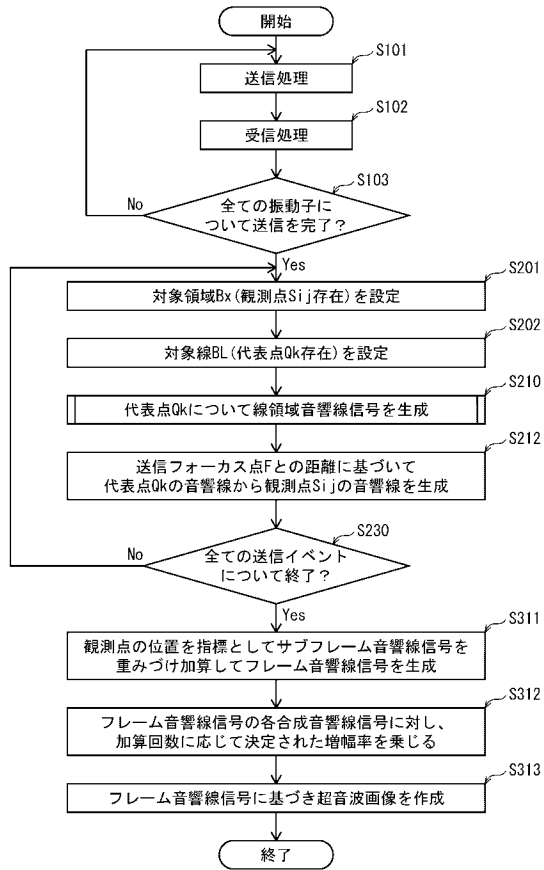 開始
S101
送信処理
S102
受信処理
S103
全ての振動子に
ついて送信を完了？
No
Yes
S201
対象領域Bx(観測点Sij存在)を設定
S202
対象線BL(代表点Qk存在)を設定
S210
代表点Qkについて線領域音響線信号を生成
S212
送信フォーカス点Fとの距離に基づいて
代表点Qkの音響線から観測点Sijの音響線を生成
S230
全ての送信イベント
について終了？
No
Yes
S311
観測点の位置を指標としてサブフレーム音響線信号を
重みづけ加算してフレーム音響線信号を生成
S312
フレーム音響線信号の各合成音響線信号に対し、
加算回数に応じて決定された増幅率を乗じる
S313
フレーム音響線信号に基づき超音波画像を作成
終了